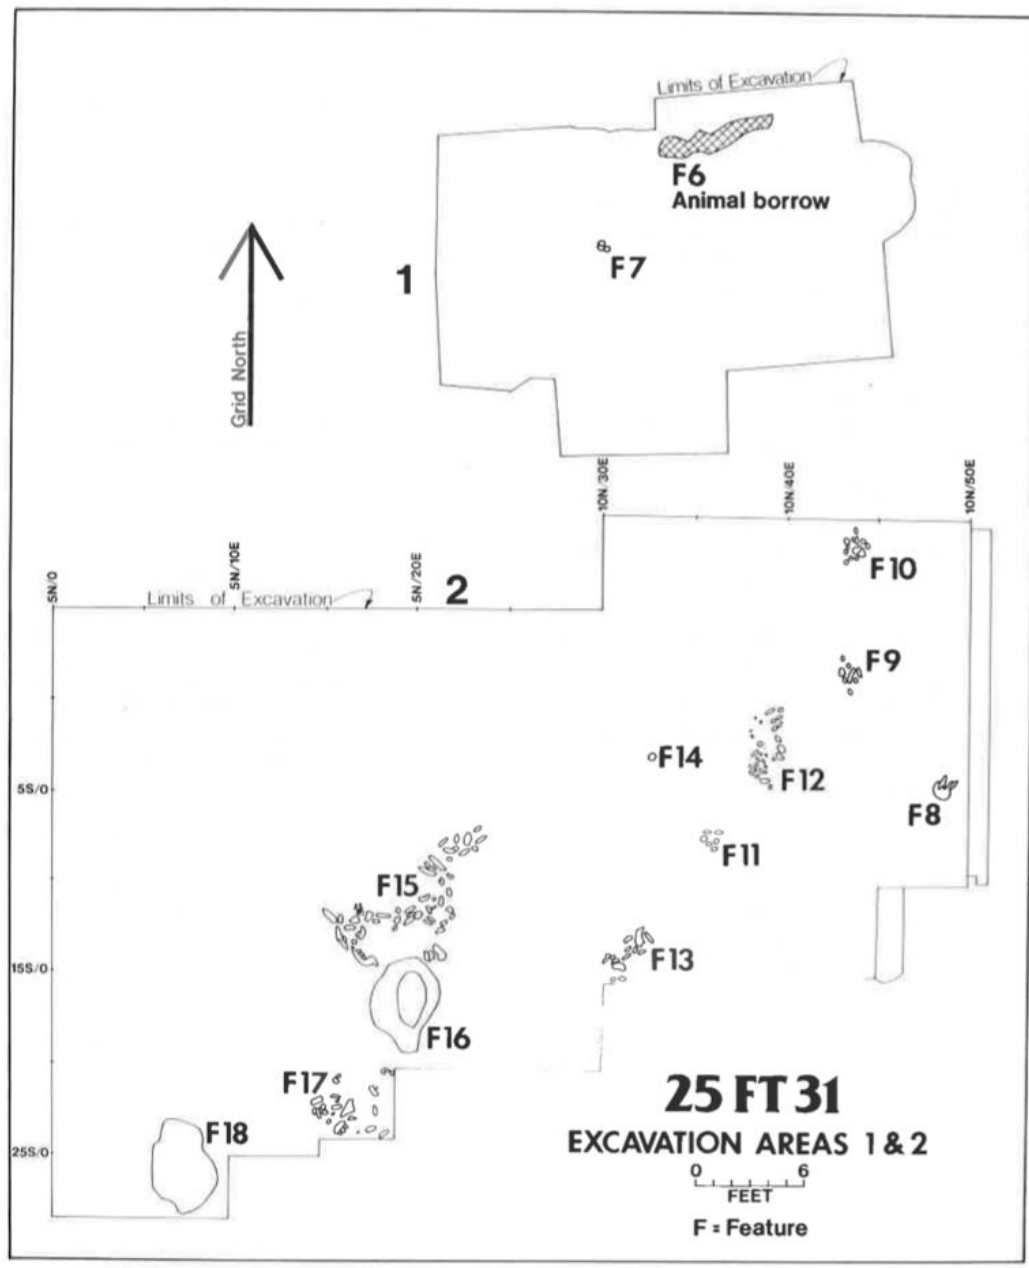 Limits of Excavation
F6
Animal borrow
F7
1
Grid North
10N/30E
10N/40E
10N/50E
5N/0
5N/10E
5N/20E
2
Limits of Excavation
F10
F9
F14
F12
5S/0
F8
F11
F15
F13
15S/0
F16
F17
F18
25S/0
25 FT 31
EXCAVATION AREAS 1 & 2
0 6
FEET
F = Feature